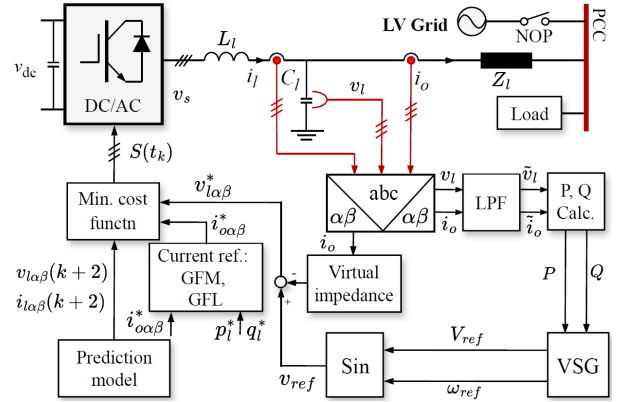 LV Grid
NOP
PCC
v_dc
DC/AC
v_s
L_l
i_l
C_l
v_l
i_o
Z_l
Load
S(t_k)
Min. cost
functn
v*_lαβ
i*_oαβ
abc
αβ
αβ
v_l
i_o
LPF
ṽ_l
ĩ_o
P, Q
Calc.
i_o
Current ref.:
GFM,
GFL
-
+
Virtual
impedance
P
Q
v_lαβ(k + 2)
i_lαβ(k + 2)
i*_oαβ
p*_l q*_l
Prediction
model
v_ref
Sin
V_ref
ω_ref
VSG